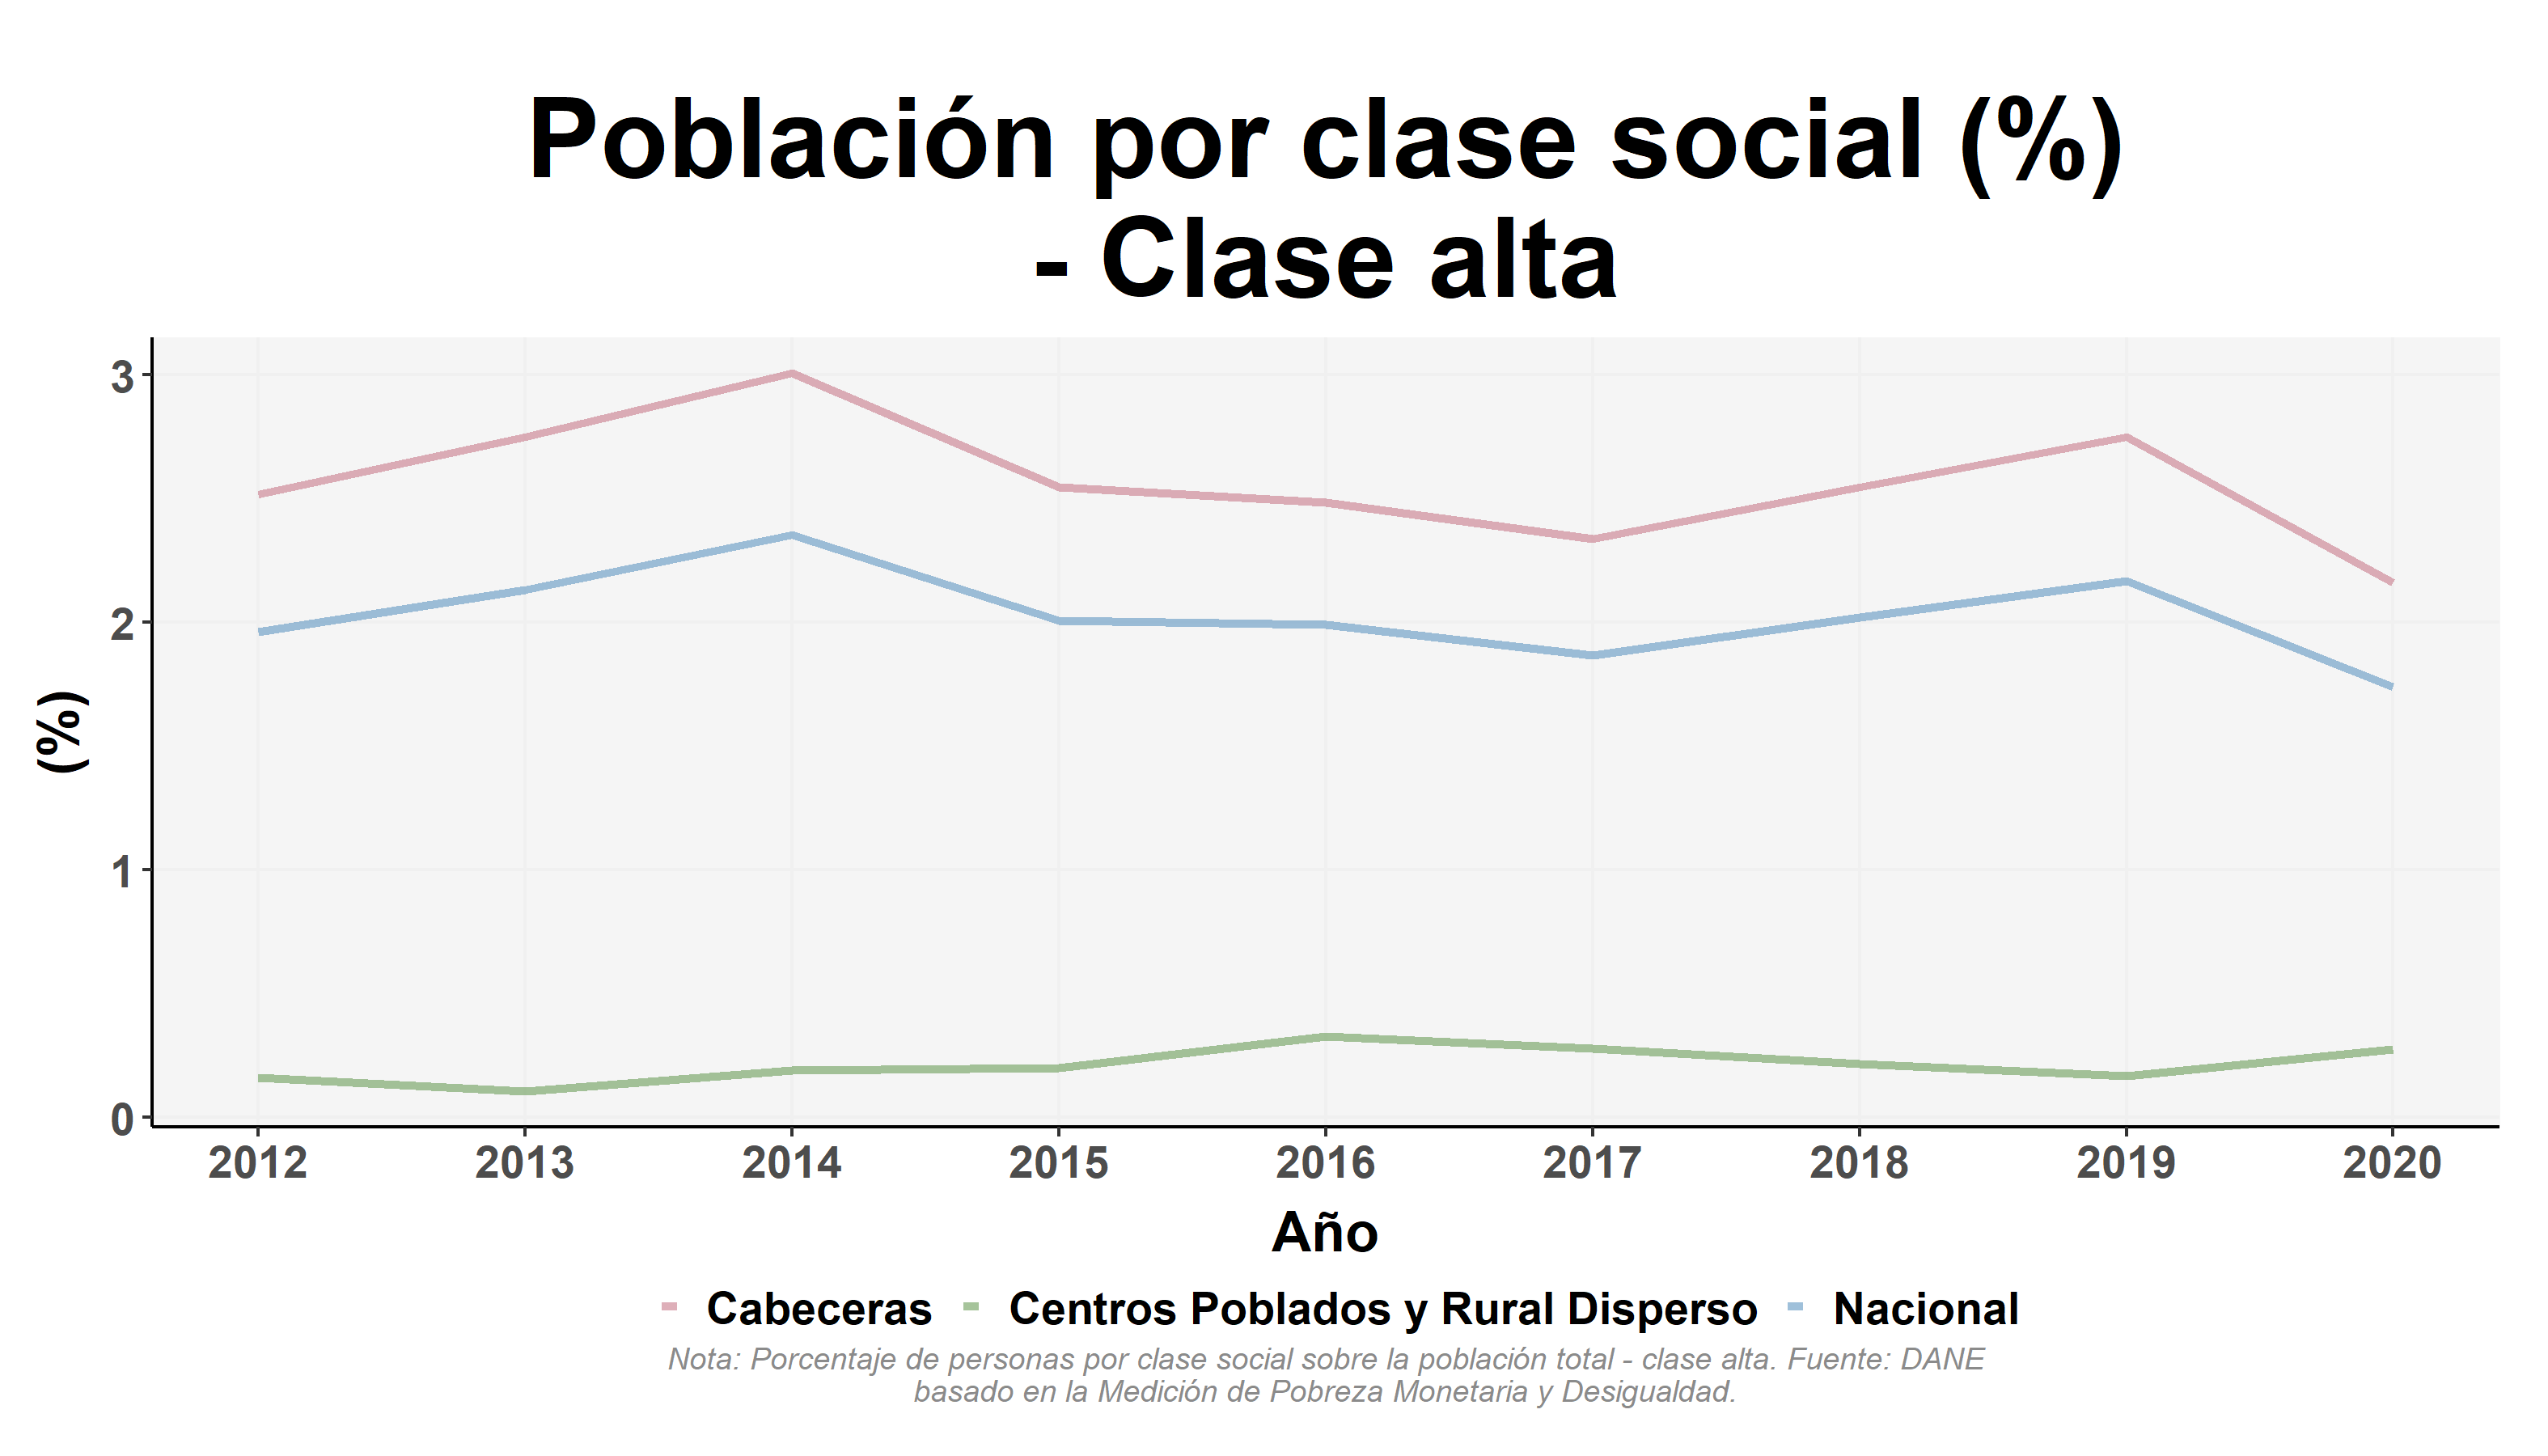 Población por clase social (%)
- Clase alta
(%)
3
2
1
0
2012 2013 2014 2015 2016 2017 2018 2019 2020
Año
Cabeceras Centros Poblados y Rural Disperso Nacional
Nota: Porcentaje de personas por clase social sobre la población total - clase alta. Fuente: DANE
basado en la Medición de Pobreza Monetaria y Desigualdad.